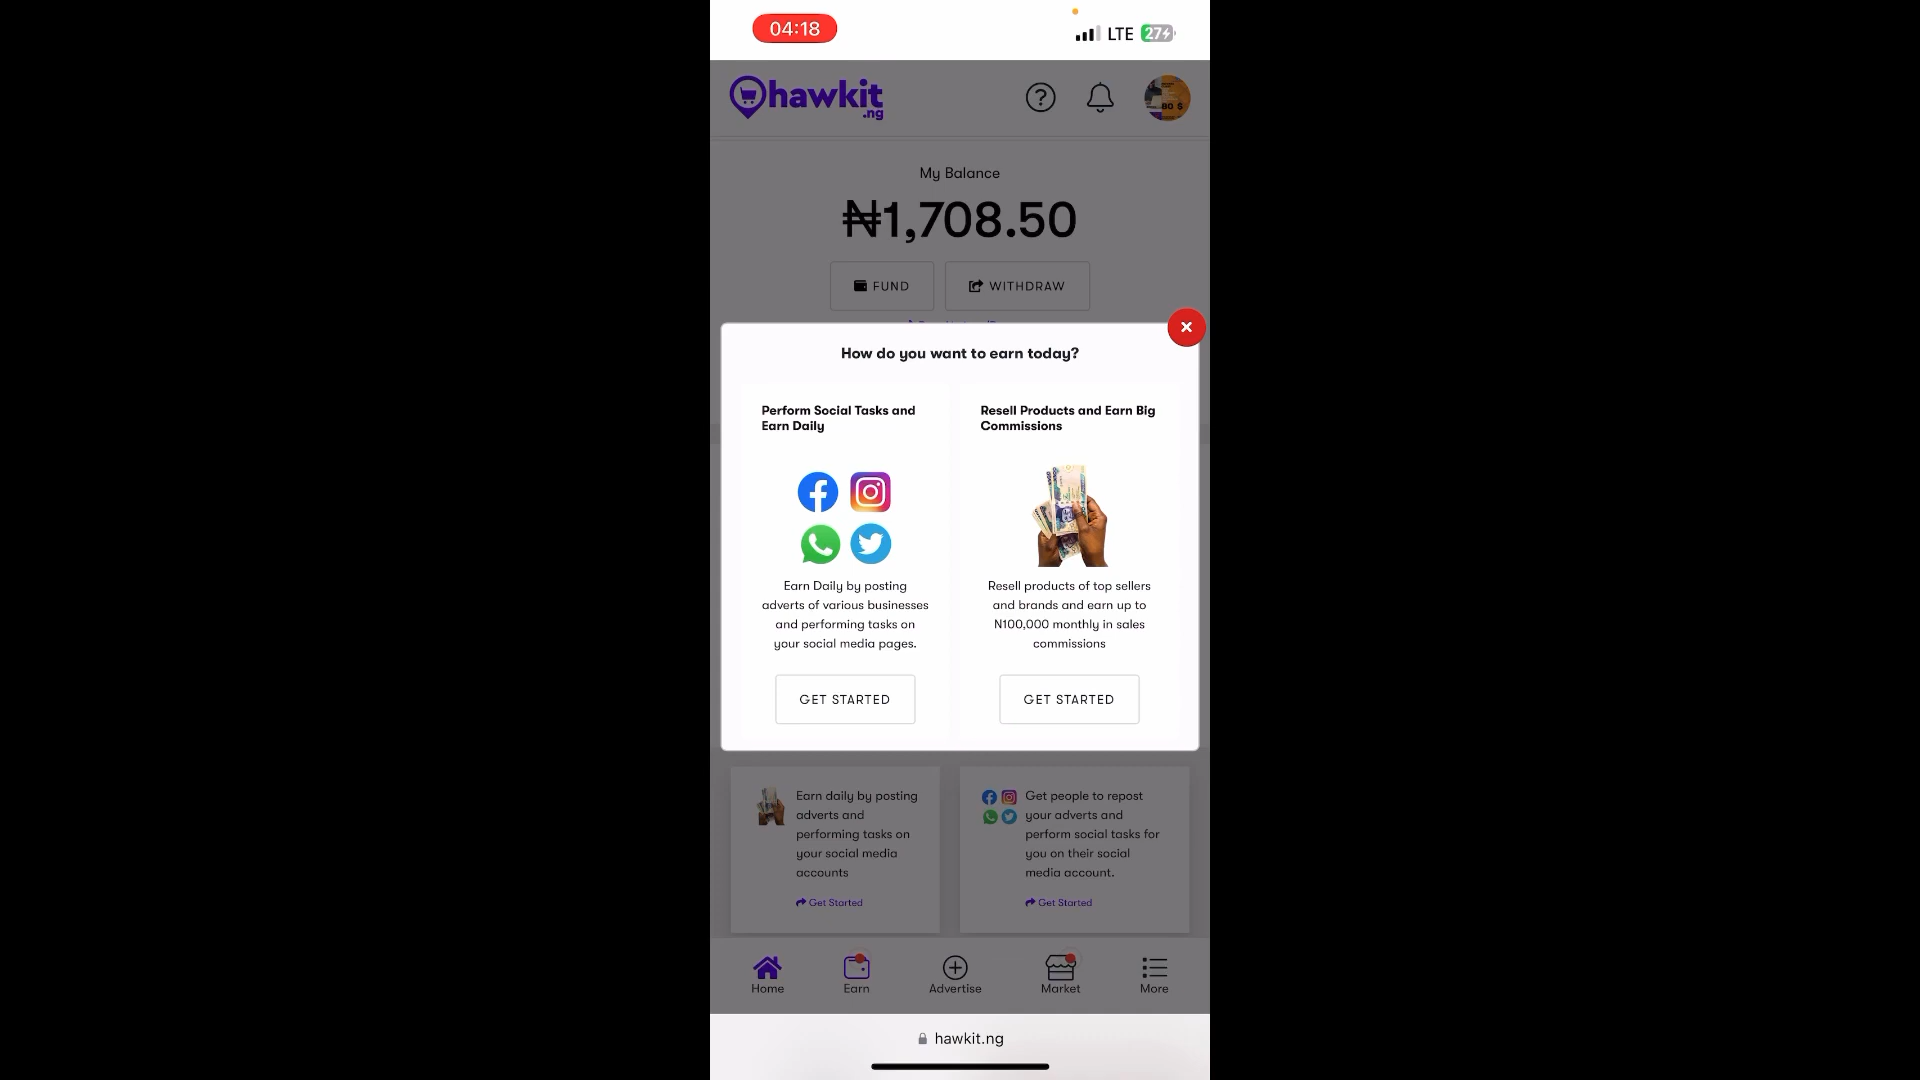 04:18
LTE 27
hawkit
.ng
80 $
My Balance
₦1,708.50
FUND
WITHDRAW
How do you want to earn today?
Perform Social Tasks and
Earn Daily
Earn Daily by posting
adverts of various businesses
and performing tasks on
your social media pages.
GET STARTED
Resell Products and Earn Big
Commissions
Resell products of top sellers
and brands and earn up to
N100,000 monthly in sales
commissions
GET STARTED
Earn daily by posting
adverts and
performing tasks on
your social media
accounts
Get Started
Get people to repost
your adverts and
perform social tasks for
you on their social
media account.
Get Started
Home
Earn
Advertise
Market
More
hawkit.ng